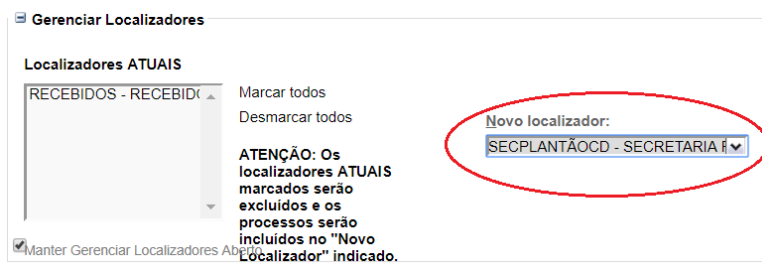 Gerenciar Localizadores
Localizadores ATUAIS
RECEBIDOS - RECEBIDO
Marcar todos
Desmarcar todos
ATENÇÃO: Os
localizadores ATUAIS
marcados serão
excluídos e os
processos serão
incluídos no "Novo
Localizador" indicado.
Novo localizador:
SECPLANTÃOCD - SECRETARIA
Manter Gerenciar Localizadores Aberto